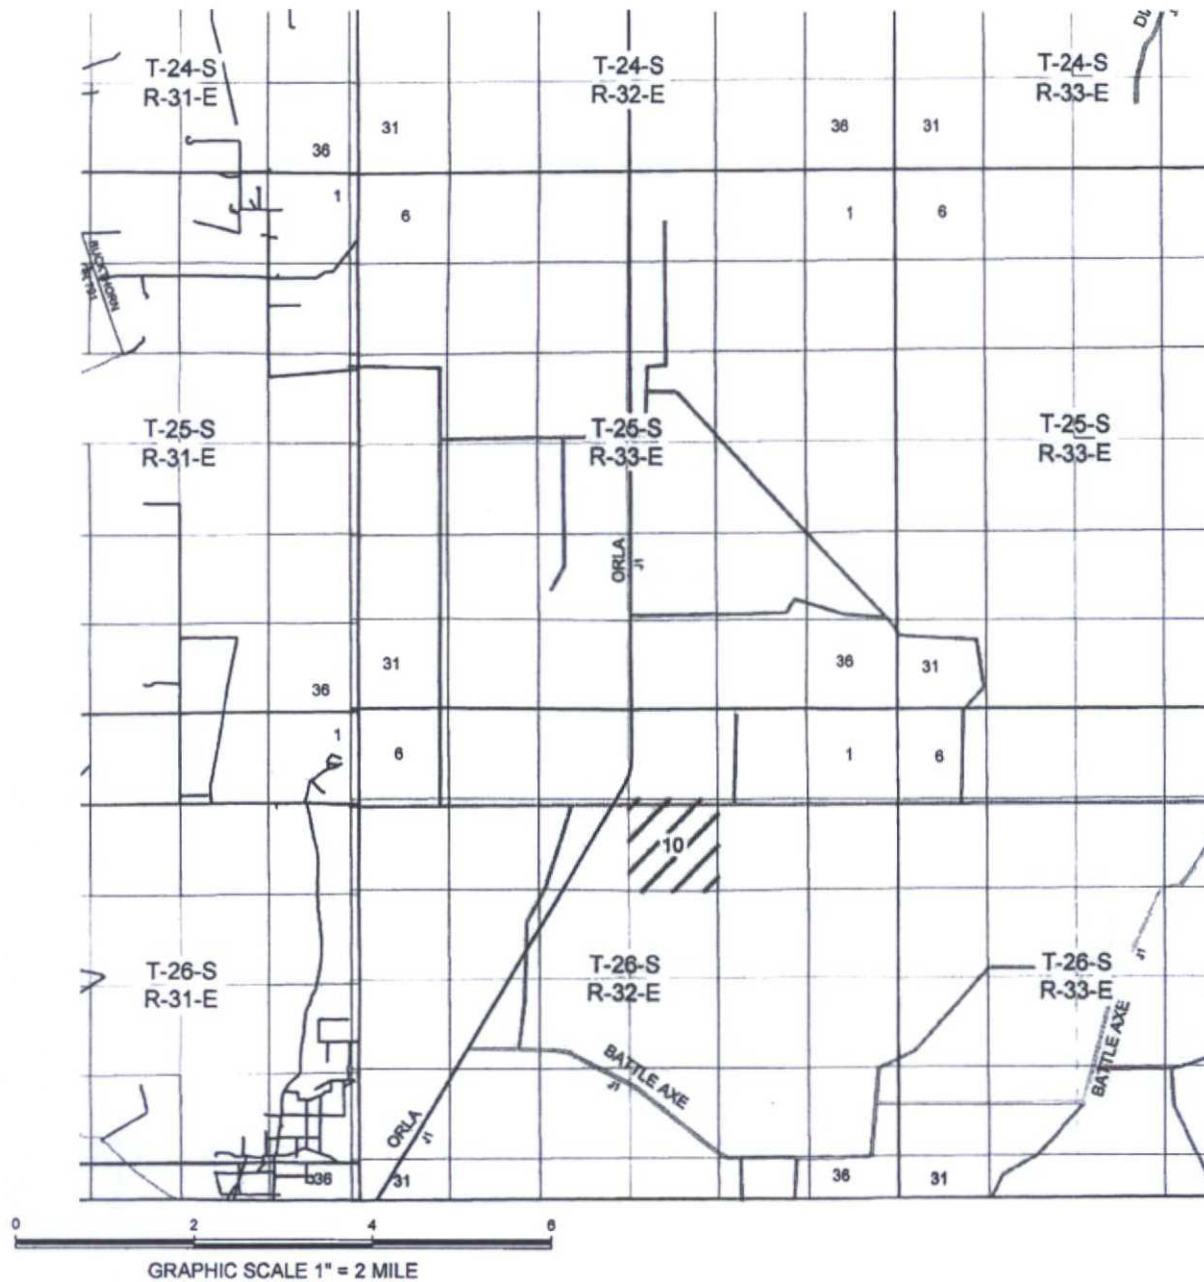 T-24-S
R-31-E
T-24-S
R-32-E
T-24-S
R-33-E
36
31
36
31
1
6
1
6
BUCKTHORN
T-25-S
R-31-E
T-25-S
R-33-E
T-25-S
R-33-E
ORLA
J1
36
31
36
31
1
6
1
6
10
T-26-S
R-31-E
T-26-S
R-32-E
T-26-S
R-33-E
J1
BATTLE AXE
J1
BATTLE AXE
ORLA
J1
36
31
36
31
0
2
4
6
GRAPHIC SCALE 1" = 2 MILE